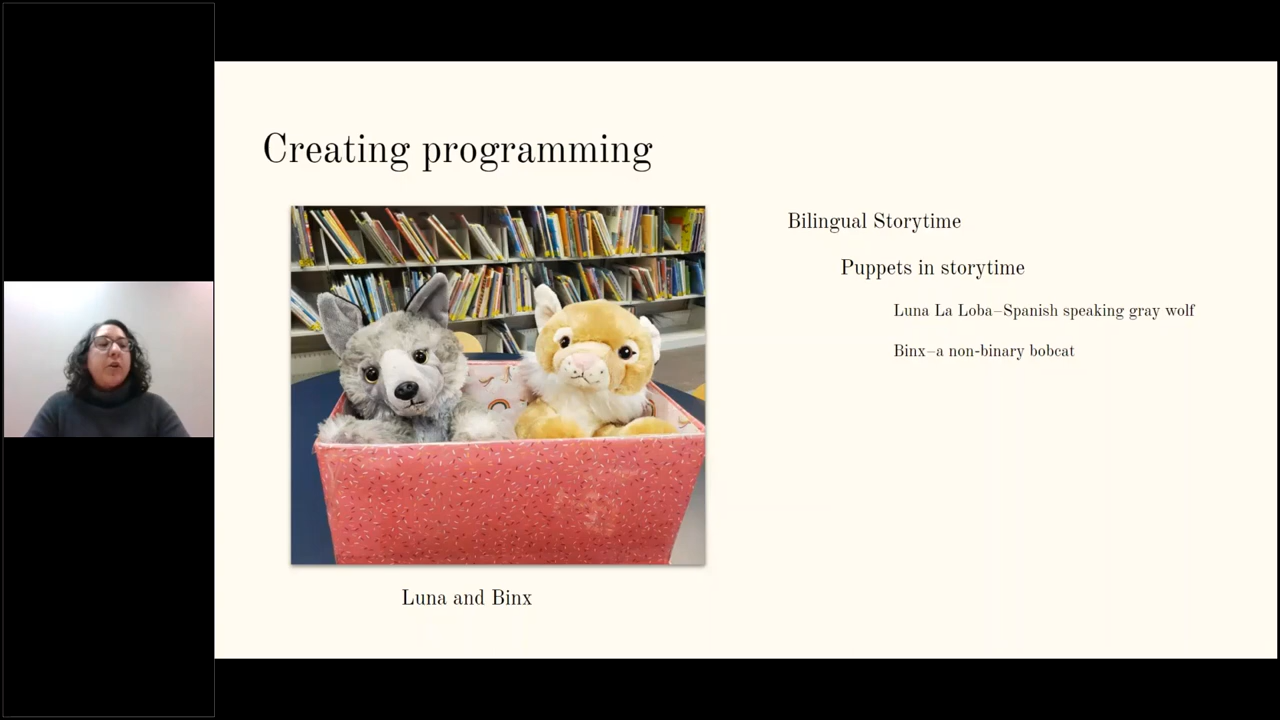 Creating programming
Bilingual Storytime
Puppets in storytime
Luna La Loba–Spanish speaking gray wolf
Binx–a non-binary bobcat
Luna and Binx